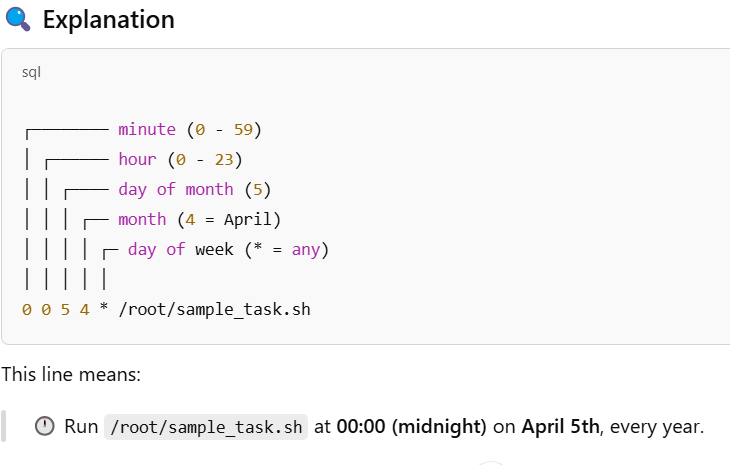 🔍 Explanation
sql
┌───────── minute (0 - 59)
│ ┌─────── hour (0 - 23)
│ │ ┌───── day of month (5)
│ │ │ ┌─── month (4 = April)
│ │ │ │ ┌─ day of week (* = any)
│ │ │ │ │
0 0 5 4 * /root/sample_task.sh
This line means:
🕛 Run /root/sample_task.sh at 00:00 (midnight) on April 5th, every year.